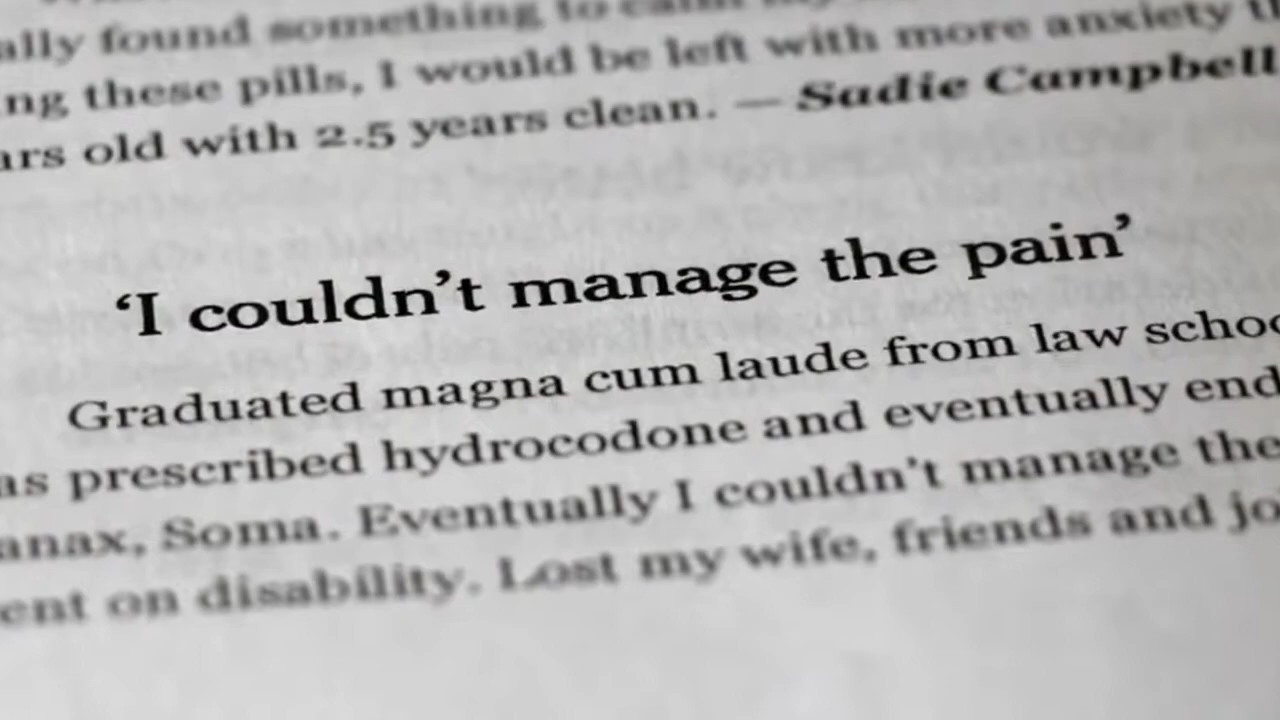 ally found something to calm my
ng these pills, I would be left with more anxiety th
ars old with 2.5 years clean. — Sadie Campbell
‘I couldn’t manage the pain’
Graduated magna cum laude from law schoo
as prescribed hydrocodone and eventually end
anax, Soma. Eventually I couldn’t manage the
ent on disability. Lost my wife, friends and jo